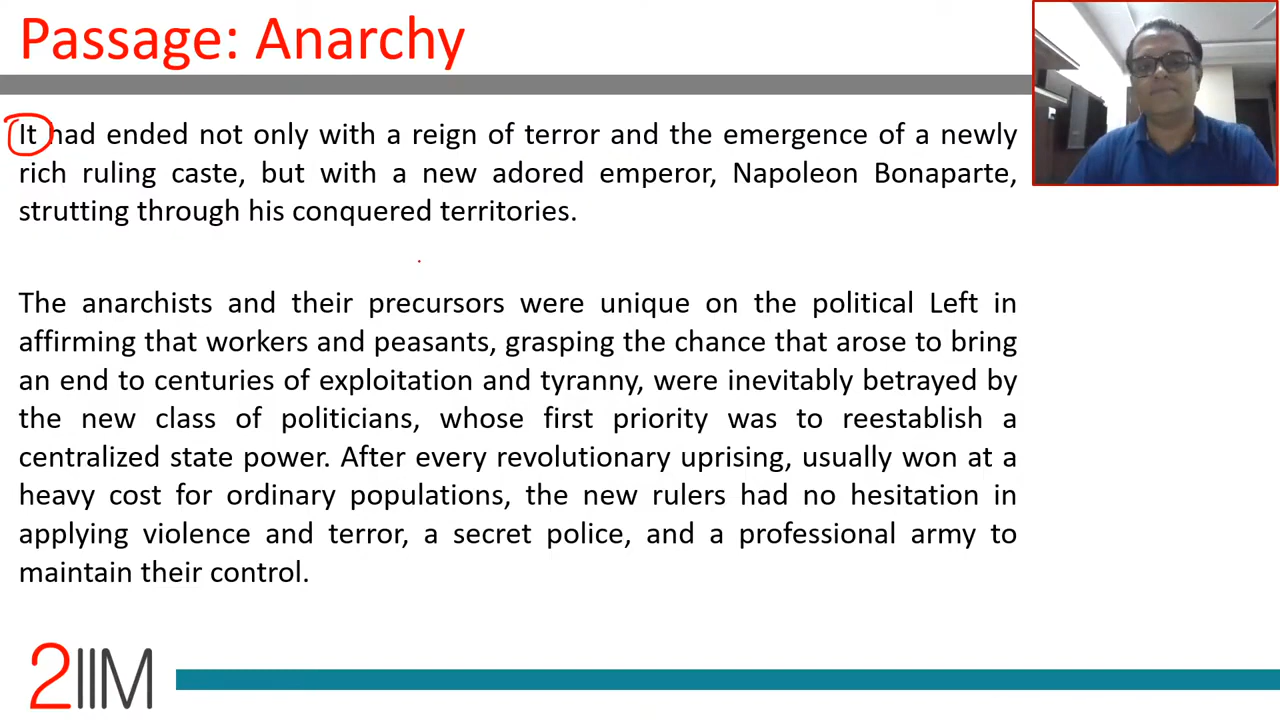 Passage: Anarchy
It had ended not only with a reign of terror and the emergence of a newly
rich ruling caste, but with a new adored emperor, Napoleon Bonaparte,
strutting through his conquered territories.
The anarchists and their precursors were unique on the political Left in
affirming that workers and peasants, grasping the chance that arose to bring
an end to centuries of exploitation and tyranny, were inevitably betrayed by
the new class of politicians, whose first priority was to reestablish a
centralized state power. After every revolutionary uprising, usually won at a
heavy cost for ordinary populations, the new rulers had no hesitation in
applying violence and terror, a secret police, and a professional army to
maintain their control.
2IIM